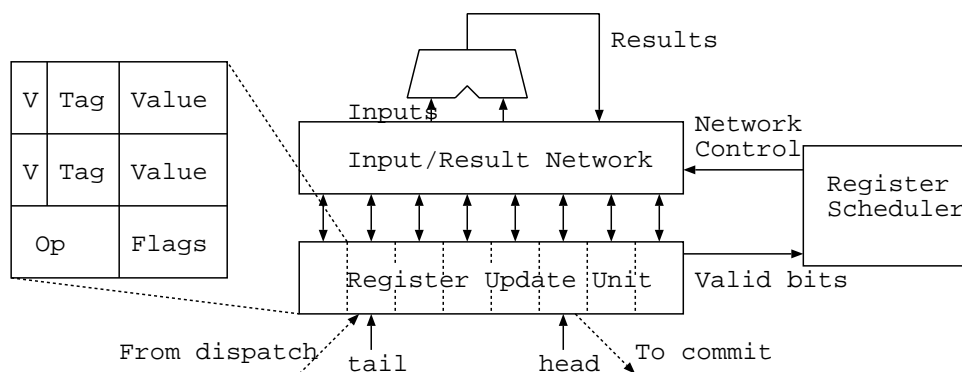 Results
V Tag Value
Inputs
Network
Control
V Tag Value
Input/Result Network
Register
Scheduler
Op Flags
Register Update Unit
Valid bits
From dispatch
tail
head
To commit